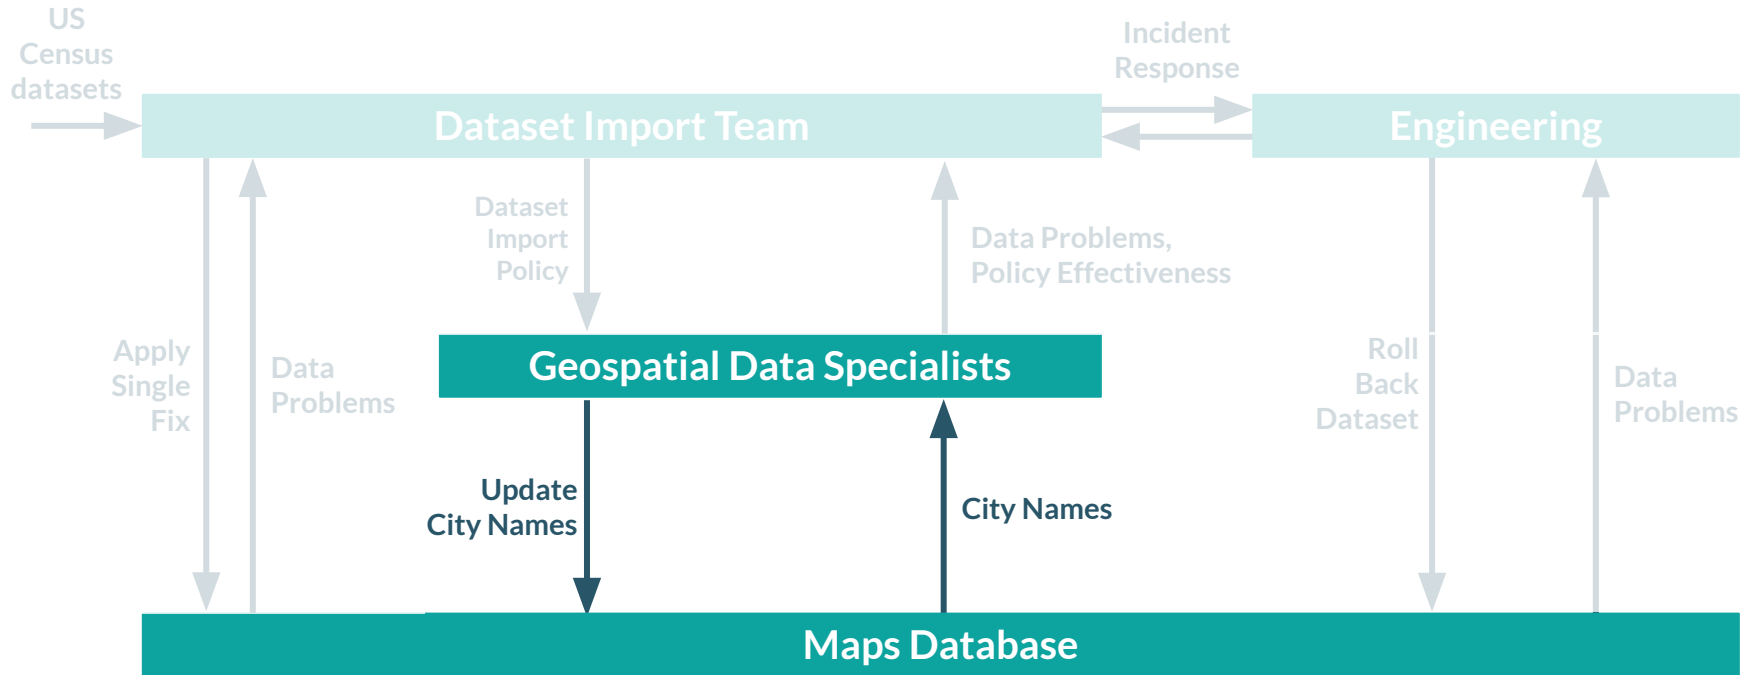 US
Census
datasets
Incident
Response
Dataset Import Team
Engineering
Dataset
Import
Policy
Data Problems,
Policy Effectiveness
Apply
Single
Fix
Data
Problems
Geospatial Data Specialists
Roll
Back
Dataset
Data
Problems
Update
City Names
City Names
Maps Database